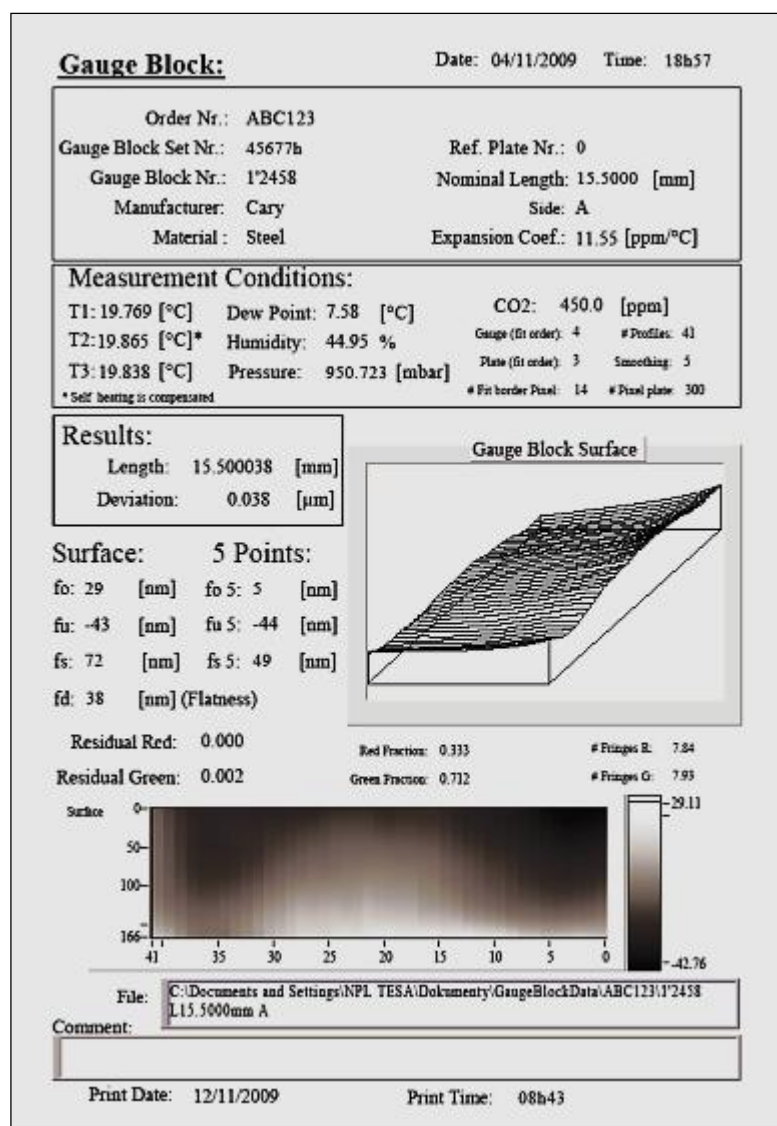 Gauge Block:
Date: 04/11/2009 Time: 18h57
Order Nr.: ABC123
Gauge Block Set Nr.: 45677h
Ref. Plate Nr.: 0
Gauge Block Nr.: 1'2458
Nominal Length: 15.5000 [mm]
Manufacturer: Cary
Side: A
Material : Steel
Expansion Coef.: 11.55 [ppm/°C]
Measurement Conditions:
T1: 19.769 [°C] Dew Point: 7.58 [°C] CO2: 450.0 [ppm]
T2: 19.865 [°C]* Humidity: 44.95 % Gauge (fit order): 4 # Profiles: 41
T3: 19.838 [°C] Pressure: 950.723 [mbar] Plate (fit order): 3 Smoothing: 5
* Self heating is compensated # Fit border Pixel: 14 # Pixel plate: 300
Results:
Length: 15.500038 [mm]
Deviation: 0.038 [µm]
Gauge Block Surface
Surface: 5 Points:
fo: 29 [nm] fo 5: 5 [nm]
fu: -43 [nm] fu 5: -44 [nm]
fs: 72 [nm] fs 5: 49 [nm]
fd: 38 [nm] (Flatness)
Residual Red: 0.000 Red Fraction: 0.333 # Fringes R: 7.84
Residual Green: 0.002 Green Fraction: 0.712 # Fringes G: 7.93
Surface
0
50
100
166
41 35 30 25 20 15 10 5 0
29.11
-42.76
File: C:\Documents and Settings\NPL TESA\Dokumenty\GaugeBlockData\ABC123\1'2458
L15.5000mm A
Comment:
Print Date: 12/11/2009 Print Time: 08h43